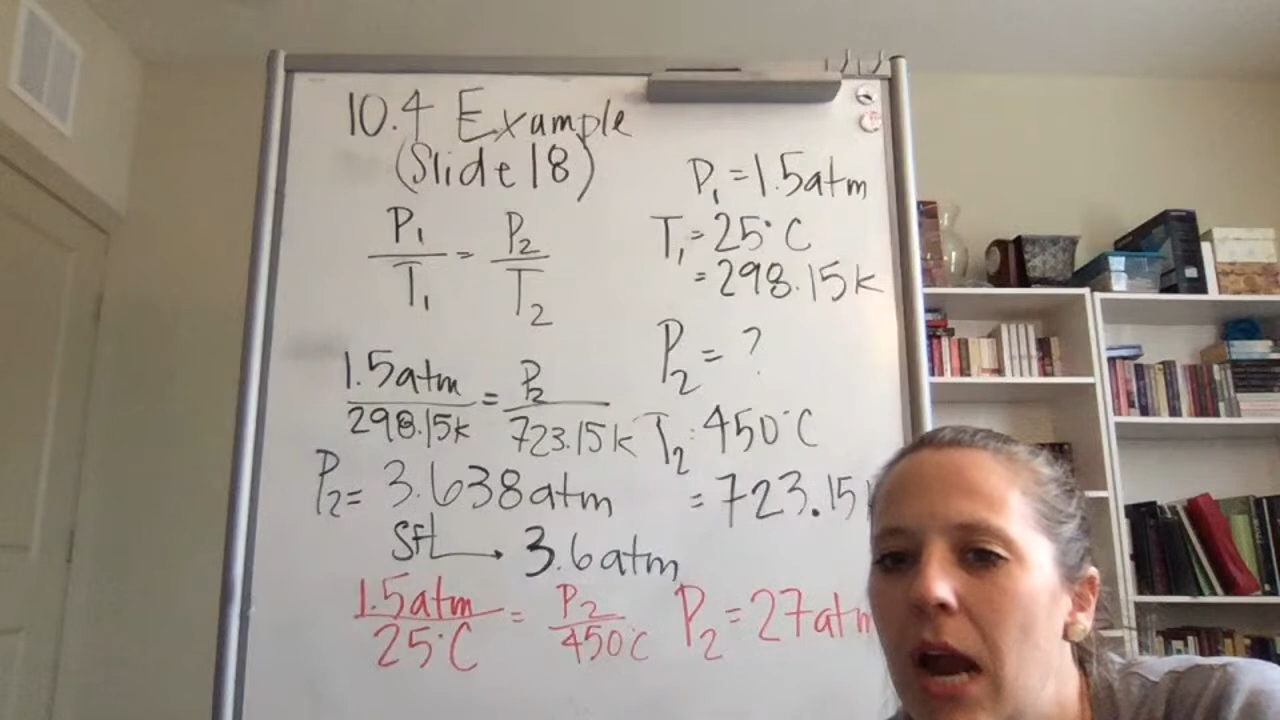 10.4 Example
(Slide 18)
P₁/T₁ = P₂/T₂
P₁ = 1.5atm
T₁ = 25°C
= 298.15K
P₂ = ?
1.5atm/298.15K = P₂/723.15K
T₂: 450°C
= 723.15
P₂ = 3.638atm
→ 3.6atm
1.5atm/25°C = P₂/450°C P₂ = 27atm